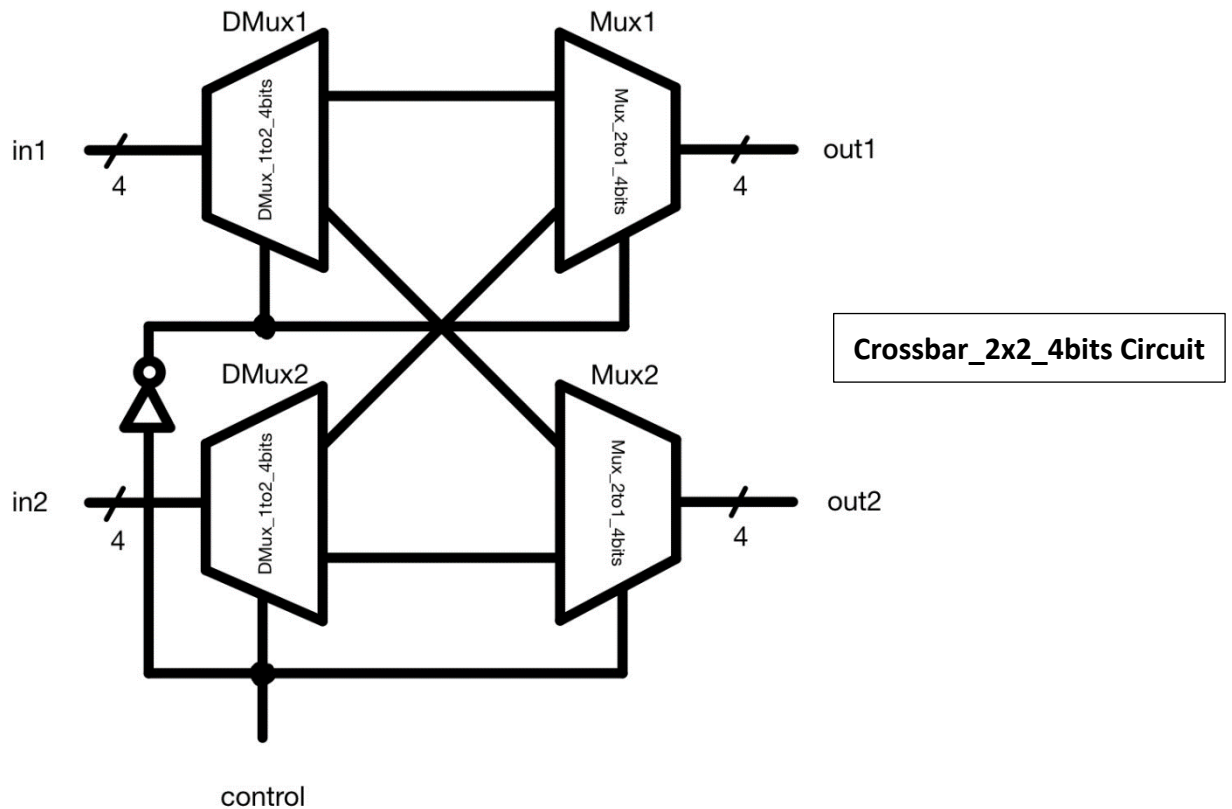 DMux1
Mux1
in1
4
DMux_1to2_4bits
Mux_2to1_4bits
4
out1
Crossbar_2x2_4bits Circuit
DMux2
Mux2
in2
4
DMux_1to2_4bits
Mux_2to1_4bits
4
out2
control